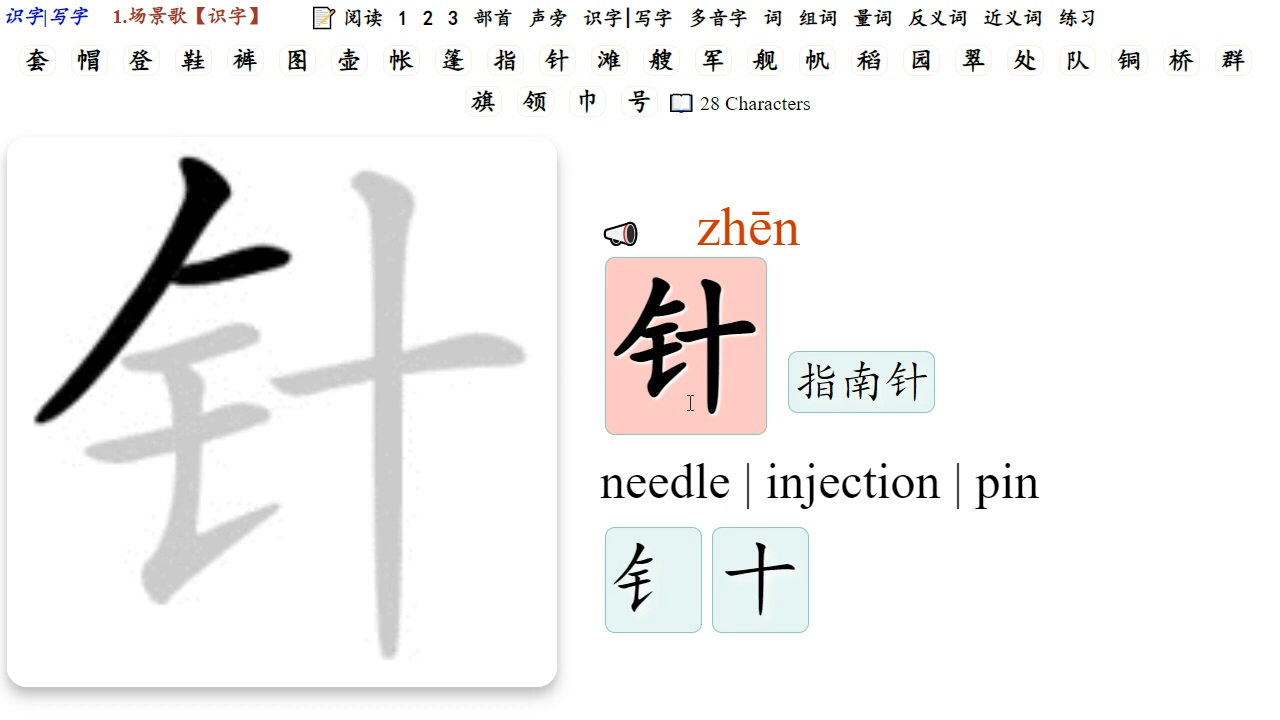 识字|写字 1.场景歌【识字】 📝 阅读 1 2 3 部首 声旁 识字|写字 多音字 词 组词 量词 反义词 近义词 练习
套 帽 登 鞋 裤 图 壶 帐 篷 指 针 滩 艘 军 舰 帆 稻 园 翠 处 队 铜 桥 群
旗 领 巾 号 📖 28 Characters
针
zhēn
针
指南针
needle | injection | pin
钅 十